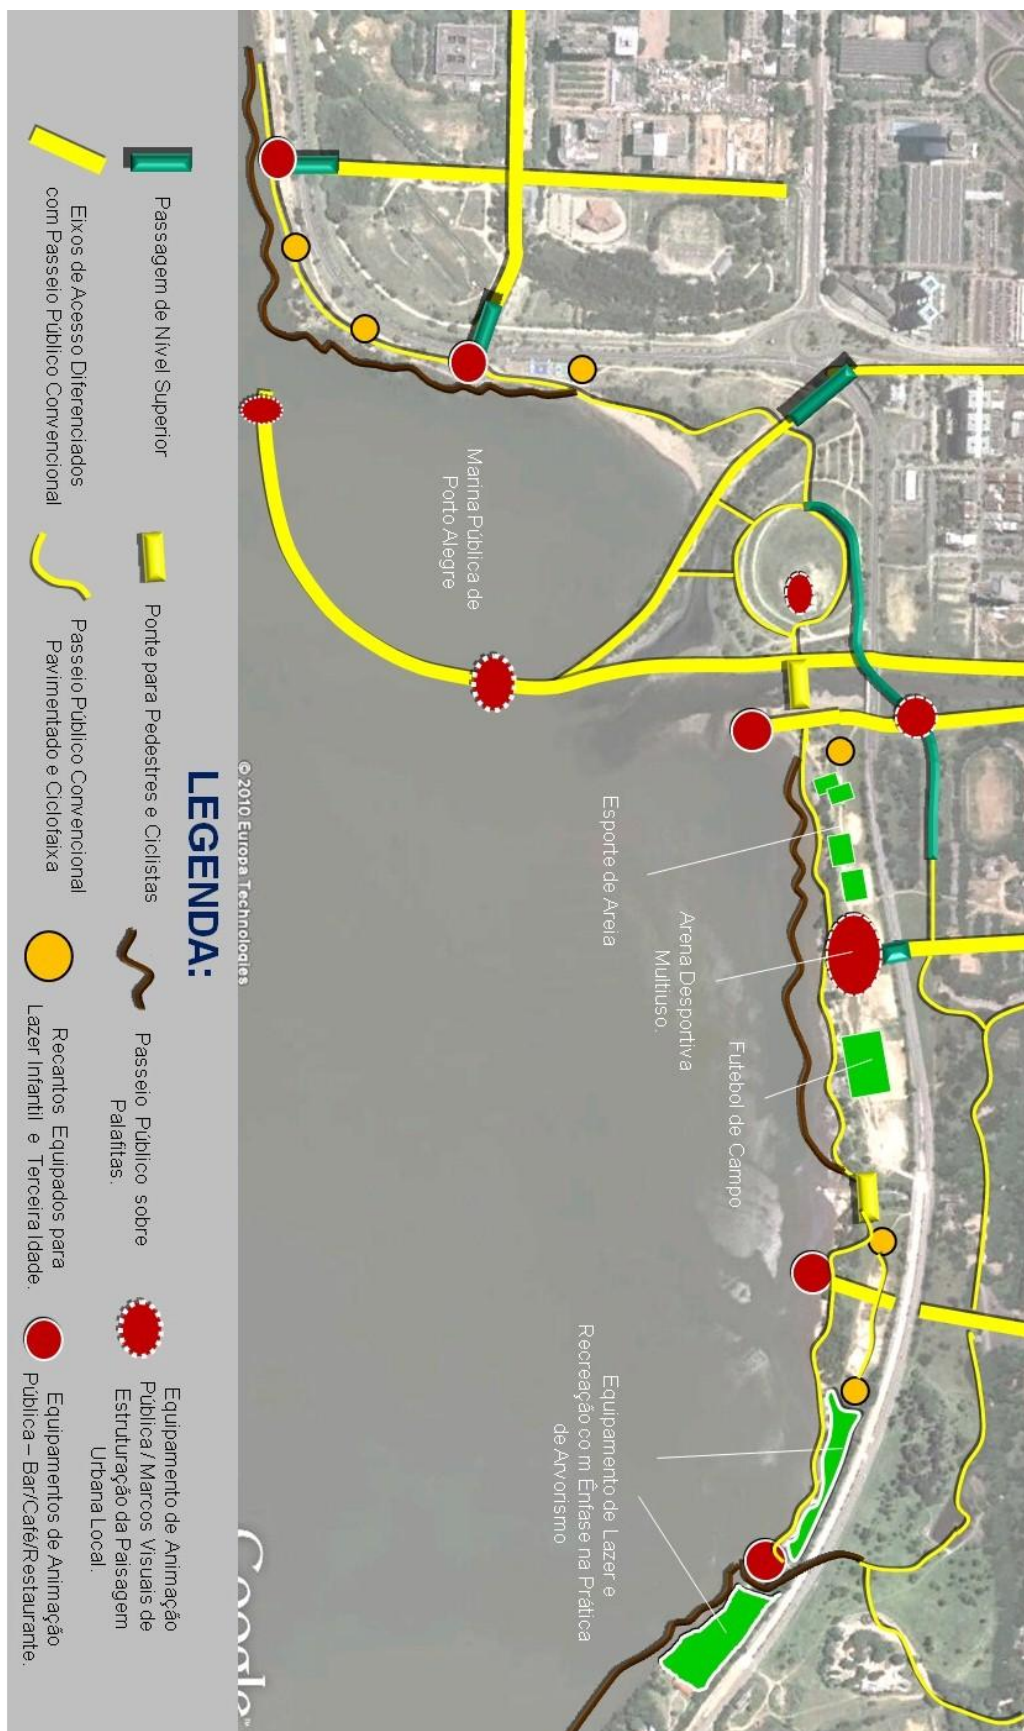 Marina Pública de
Porto Alegre
Esporte de Areia
Arena Desportiva
Multiuso.
Futebol de Campo
Equipamento de Lazer e
Recreação co m Ênfase na Prática
de Arvorismo
© 2010 Europa Technologies
Google™
LEGENDA:
Passagem de Nível Superior
Eixos de Acesso Diferenciados
com Passeio Público Convencional
Ponte para Pedestres e Ciclistas
Passeio Público Convencional
Pavimentado e Ciclofaixa
Passeio Público sobre
Palafitas.
Recantos Equipados para
Lazer Infantil e Terceira Idade.
Equipamento de Animação
Pública / Marcos Visuais de
Estruturação da Paisagem
Urbana Local.
Equipamentos de Animação
Pública – Bar/Café/Restaurante.